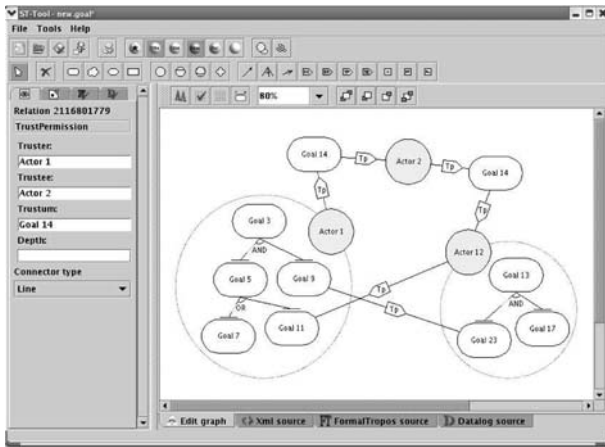 ST-Tool - new.goal*
File Tools Help
60%
Relation 2116801779
TrustPermission
Truster:
Actor 1
Trustee:
Actor 2
Trustum:
Goal 14
Depth:
Connector type
Line
Goal 14
Tp
Actor 2
Tp
Goal 14
Tp
Tp
Goal 3
Actor 1
AND
Actor 12
Goal 5
Goal 9
Goal 13
Tp
AND
OR
Tp
Goal 7
Goal 11
Goal 23
Goal 17
Edit graph
Xml source
FT FormalTropos source
Datalog source